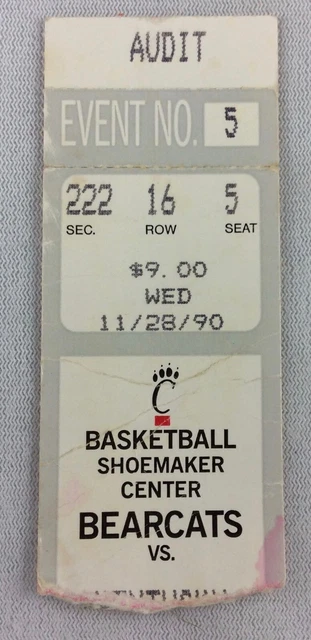 AUDIT
EVENT NO. 5
222 16 5
SEC. ROW SEAT
$9.00
WED
11/28/90
C
BASKETBALL
SHOEMAKER
CENTER
BEARCATS
VS.